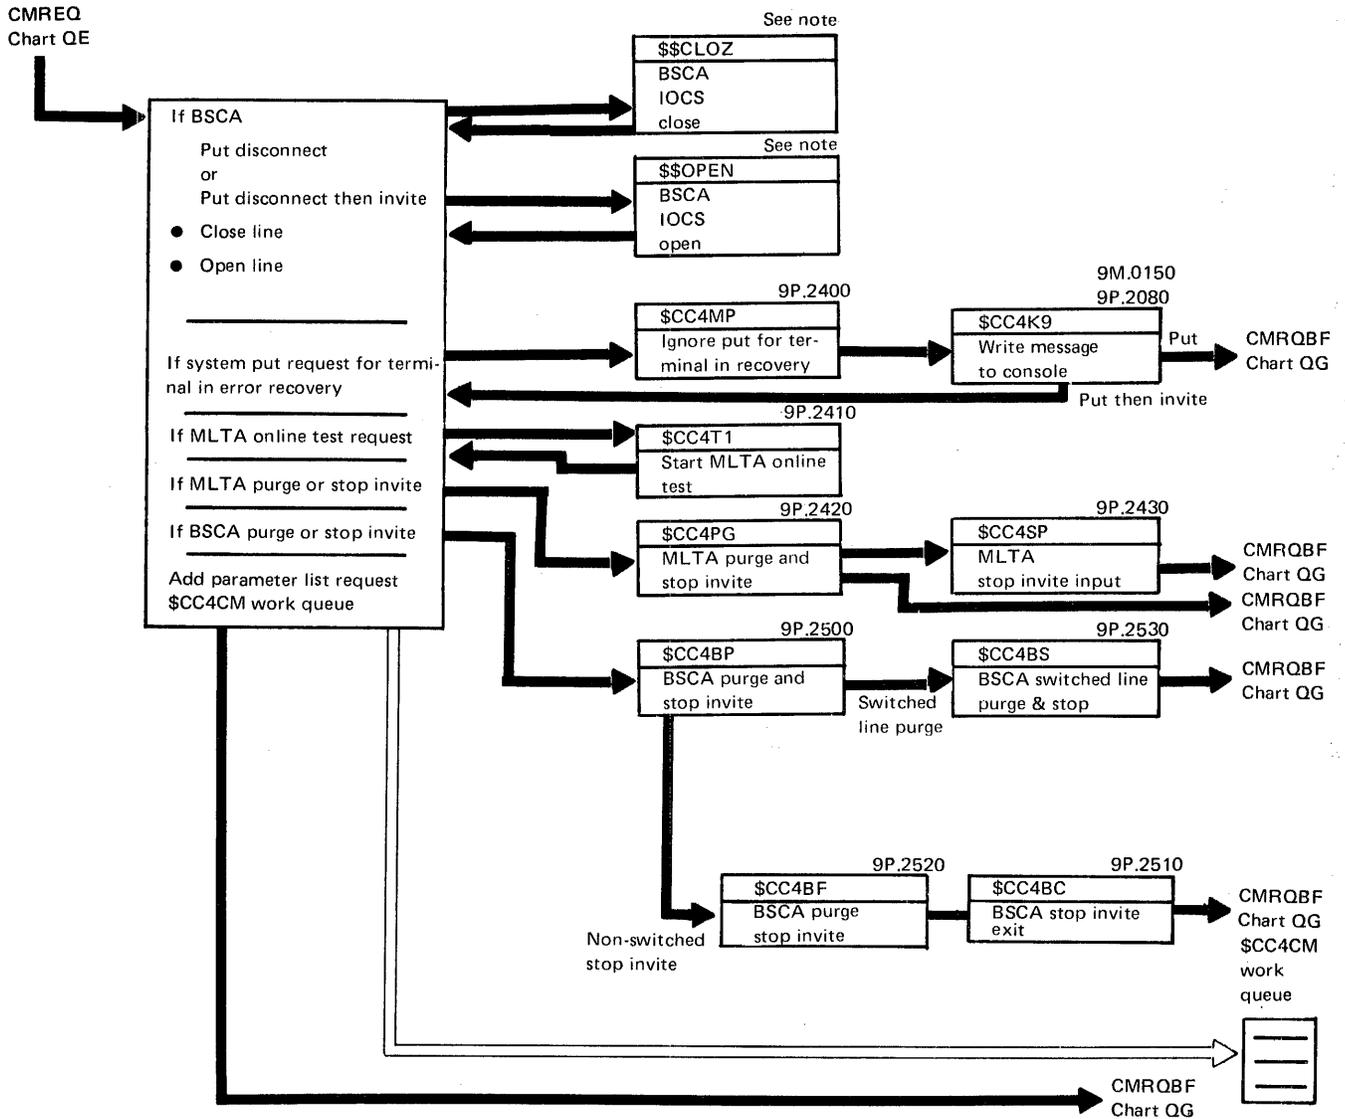 CMREQ
Chart QE
If BSCA
Put disconnect
or
Put disconnect then invite
● Close line
● Open line
If system put request for termi-
nal in error recovery
If MLTA online test request
If MLTA purge or stop invite
If BSCA purge or stop invite
Add parameter list request
$CC4CM work queue
See note
$$CLOZ
BSCA
IOCS
close
See note
$$OPEN
BSCA
IOCS
open
9P.2400
$CC4MP
Ignore put for ter-
minal in recovery
9M.0150
9P.2080
$CC4K9
Write message
to console
Put
CMRQBF
Chart QG
Put then invite
9P.2410
$CC4T1
Start MLTA online
test
9P.2420
$CC4PG
MLTA purge and
stop invite
9P.2430
$CC4SP
MLTA
stop invite input
CMRQBF
Chart QG
CMRQBF
Chart QG
9P.2500
$CC4BP
BSCA purge and
stop invite
Switched
line purge
9P.2530
$CC4BS
BSCA switched line
purge & stop
CMRQBF
Chart QG
Non-switched
stop invite
9P.2520
$CC4BF
BSCA purge
stop invite
9P.2510
$CC4BC
BSCA stop invite
exit
CMRQBF
Chart QG
$CC4CM
work
queue
CMRQBF
Chart QG